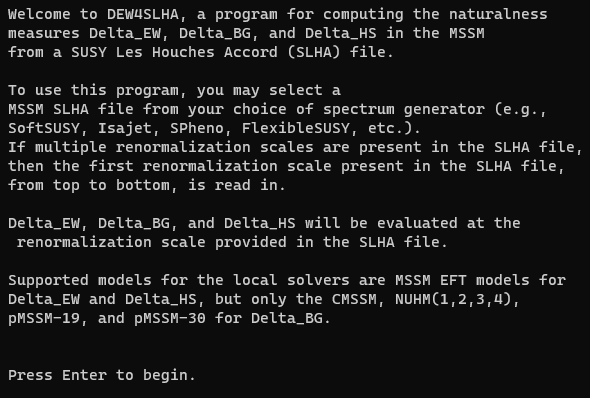 Welcome to DEW4SLHA, a program for computing the naturalness
measures Delta_EW, Delta_BG, and Delta_HS in the MSSM
from a SUSY Les Houches Accord (SLHA) file.
To use this program, you may select a
MSSM SLHA file from your choice of spectrum generator (e.g.,
SoftSUSY, Isajet, SPheno, FlexibleSUSY, etc.).
If multiple renormalization scales are present in the SLHA file,
then the first renormalization scale present in the SLHA file,
from top to bottom, is read in.
Delta_EW, Delta_BG, and Delta_HS will be evaluated at the
renormalization scale provided in the SLHA file.
Supported models for the local solvers are MSSM EFT models for
Delta_EW and Delta_HS, but only the CMSSM, NUHM(1,2,3,4),
pMSSM-19, and pMSSM-30 for Delta_BG.
Press Enter to begin.